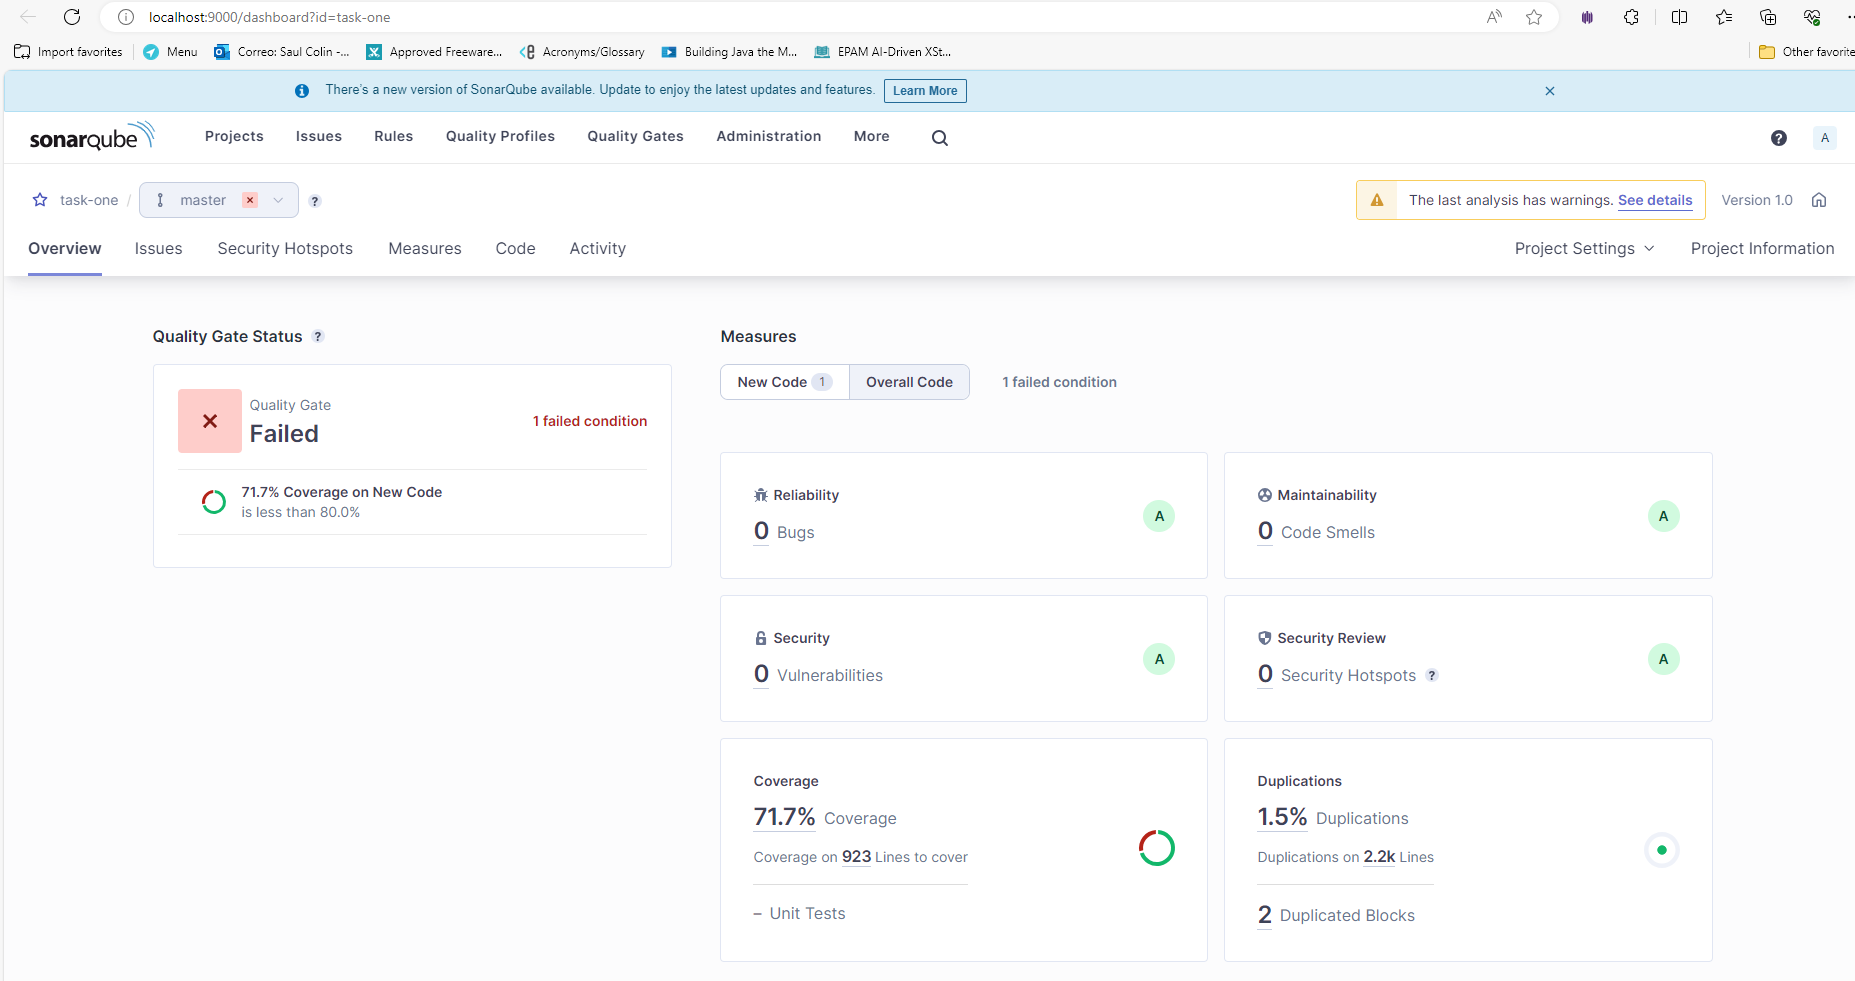 localhost:9000/dashboard?id=task-one
Import favorites
Menu
Correo: Saul Colin -...
Approved Freeware...
Acronyms/Glossary
Building Java the M...
EPAM AI-Driven XSt...
Other favorite
There's a new version of SonarQube available. Update to enjoy the latest updates and features. Learn More
sonarqube
Projects
Issues
Rules
Quality Profiles
Quality Gates
Administration
More
A
task-one / master
The last analysis has warnings. See details
Version 1.0
Overview
Issues
Security Hotspots
Measures
Code
Activity
Project Settings
Project Information
Quality Gate Status ?
Quality Gate
Failed
1 failed condition
71.7% Coverage on New Code
is less than 80.0%
Measures
New Code 1
Overall Code
1 failed condition
Reliability
0 Bugs
A
Maintainability
0 Code Smells
A
Security
0 Vulnerabilities
A
Security Review
0 Security Hotspots ?
A
Coverage
71.7% Coverage
Coverage on 923 Lines to cover
– Unit Tests
Duplications
1.5% Duplications
Duplications on 2.2k Lines
2 Duplicated Blocks